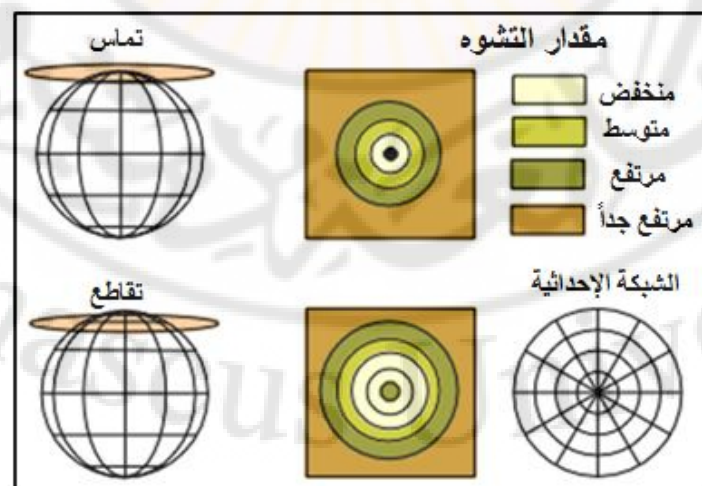 مقدار التشوه
تماس
منخفض
متوسط
مرتفع
مرتفع جداً
الشبكة الإحداثية
تقاطع